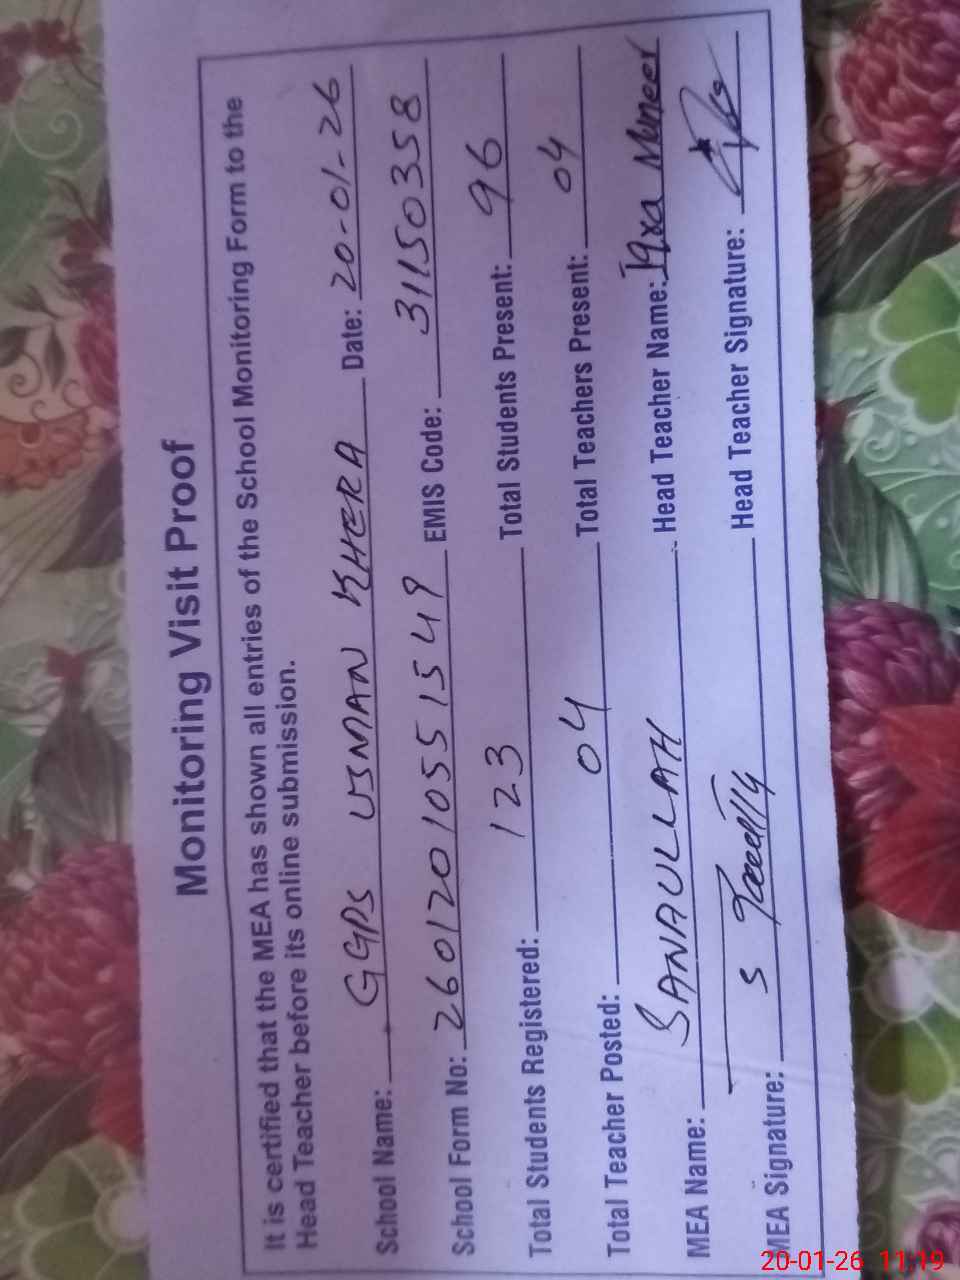 Monitoring Visit Proof
It is certified that the MEA has shown all entries of the School Monitoring Form to the
Head Teacher before its online submission.
School Name: GGPS USMAN KHERA Date: 20-01-26
School Form No: 26012010551549 EMIS Code: 31150358
Total Students Registered: 123 Total Students Present: 96
Total Teacher Posted: 04 Total Teachers Present: 04
MEA Name: SANAULLAH Head Teacher Name: Iqra Muneer
MEA Signature: Head Teacher Signature:
20-01-26 11:19